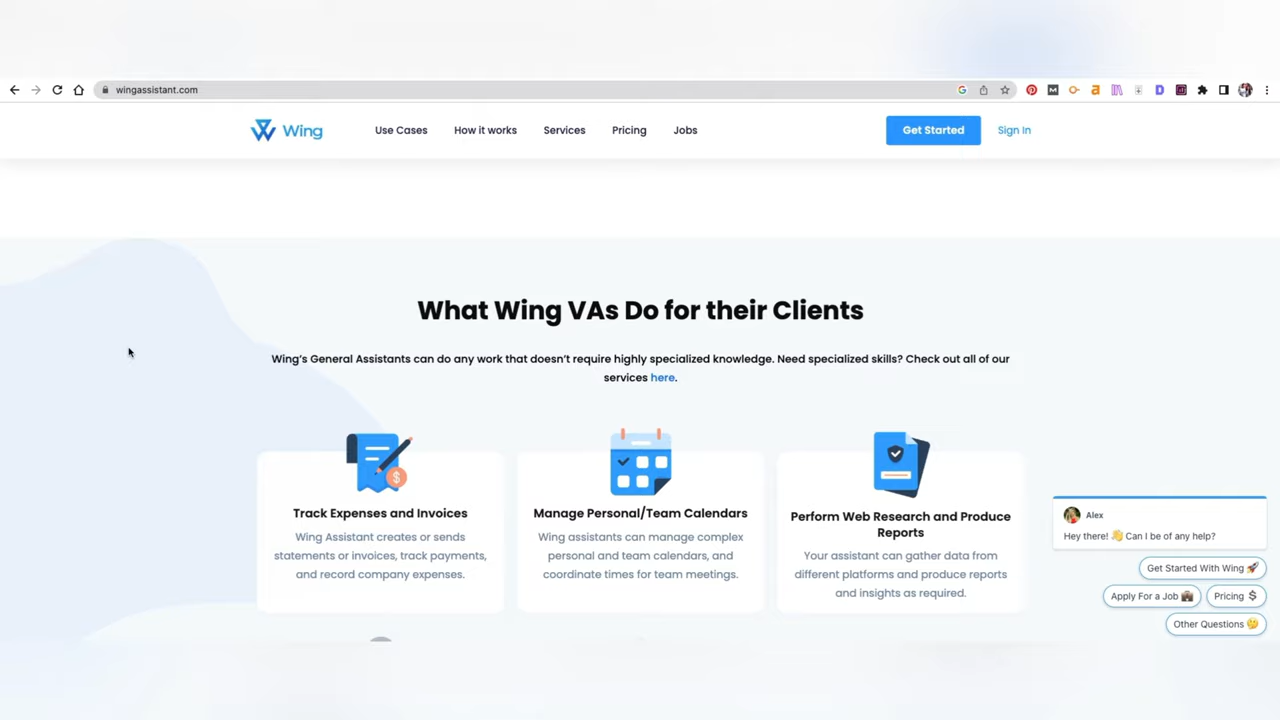 wingassistant.com
Wing
Use Cases
How it works
Services
Pricing
Jobs
Get Started
Sign In
What Wing VAs Do for their Clients
Wing's General Assistants can do any work that doesn't require highly specialized knowledge. Need specialized skills? Check out all of our
services here.
Track Expenses and Invoices
Wing Assistant creates or sends
statements or invoices, track payments,
and record company expenses.
Manage Personal/Team Calendars
Wing assistants can manage complex
personal and team calendars, and
coordinate times for team meetings.
Perform Web Research and Produce
Reports
Your assistant can gather data from
different platforms and produce reports
and insights as required.
Alex
Hey there! 👋 Can I be of any help?
Get Started With Wing 🚀
Apply For a Job 💼
Pricing $
Other Questions 🤔